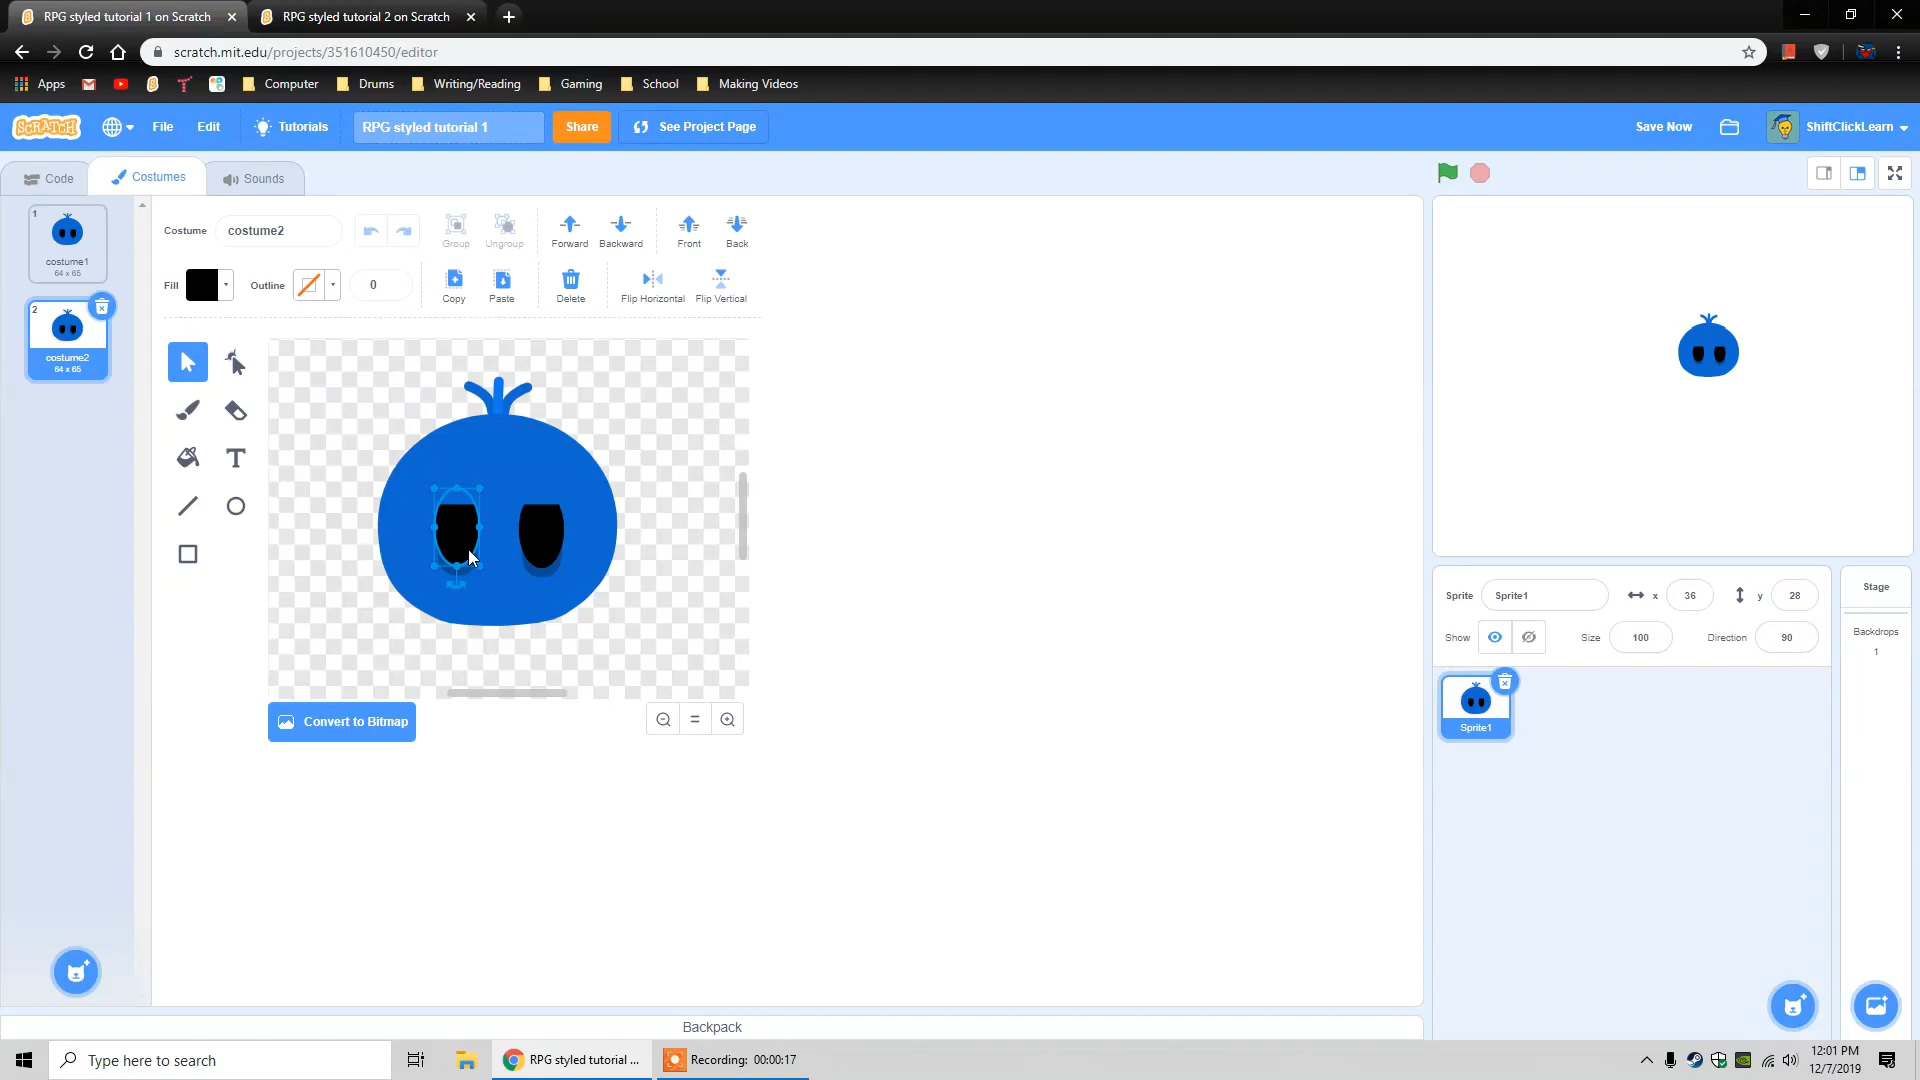 RPG styled tutorial 1 on Scratch
RPG styled tutorial 2 on Scratch
scratch.mit.edu/projects/351610450/editor
Apps
Computer
Drums
Writing/Reading
Gaming
School
Making Videos
SCRATCH
File
Edit
Tutorials
RPG styled tutorial 1
Share
See Project Page
Save Now
ShiftClickLearn
Code
Costumes
Sounds
1
costume1
64 x 65
2
costume2
64 x 65
Costume
costume2
Group
Ungroup
Forward
Backward
Front
Back
Fill
Outline
0
Copy
Paste
Delete
Flip Horizontal
Flip Vertical
T
Convert to Bitmap
Sprite
Sprite1
x
36
y
28
Show
Size
100
Direction
90
Sprite1
Stage
Backdrops
1
Backpack
Type here to search
RPG styled tutorial ...
Recording: 00:00:17
12:01 PM
12/7/2019